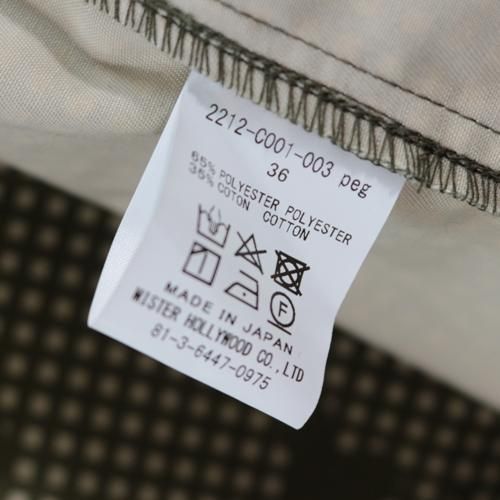 2212-C001-003 peg
36
65% POLYESTER POLYESTER
35% COTON COTTON
F
MADE IN JAPAN
MISTER HOLLYWOOD CO.,LTD
81-3-6447-0975